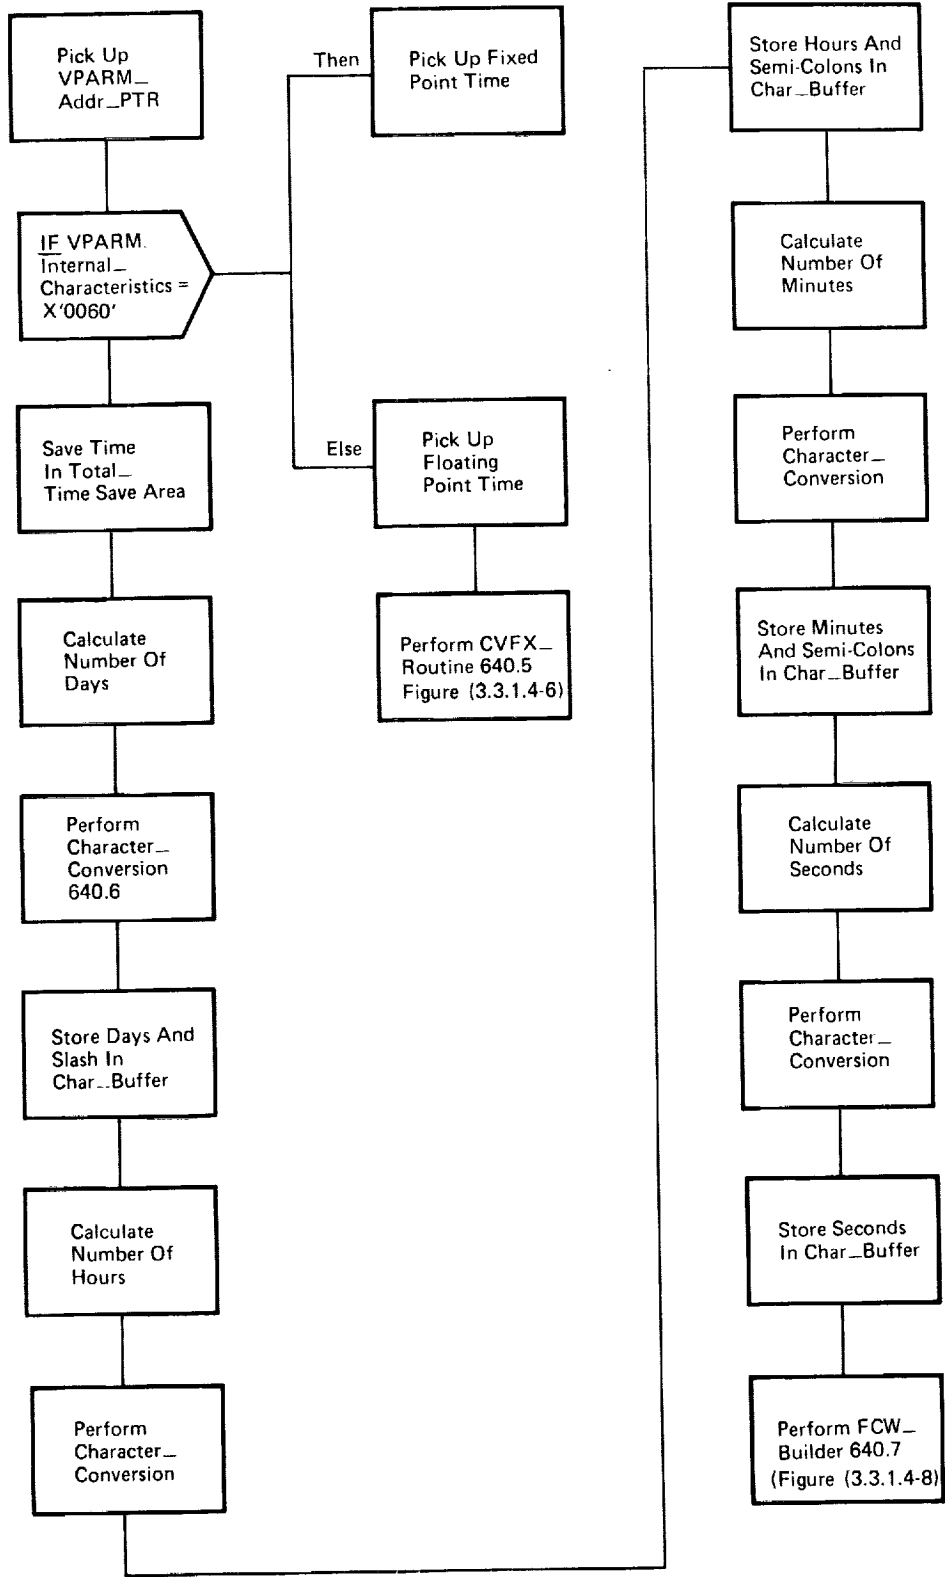 Pick Up
VPARM_
Addr_PTR
IF VPARM.
Internal_
Characteristics =
X'0060'
Then
Pick Up Fixed
Point Time
Else
Pick Up
Floating
Point Time
Perform CVFX_
Routine 640.5
Figure (3.3.1.4-6)
Save Time
In Total_
Time Save Area
Calculate
Number Of
Days
Perform
Character_
Conversion
640.6
Store Days And
Slash In
Char_Buffer
Calculate
Number Of
Hours
Perform
Character_
Conversion
Store Hours And
Semi-Colons In
Char_Buffer
Calculate
Number Of
Minutes
Perform
Character_
Conversion
Store Minutes
And Semi-Colons
In Char_Buffer
Calculate
Number Of
Seconds
Perform
Character_
Conversion
Store Seconds
In Char_Buffer
Perform FCW_
Builder 640.7
(Figure (3.3.1.4-8)